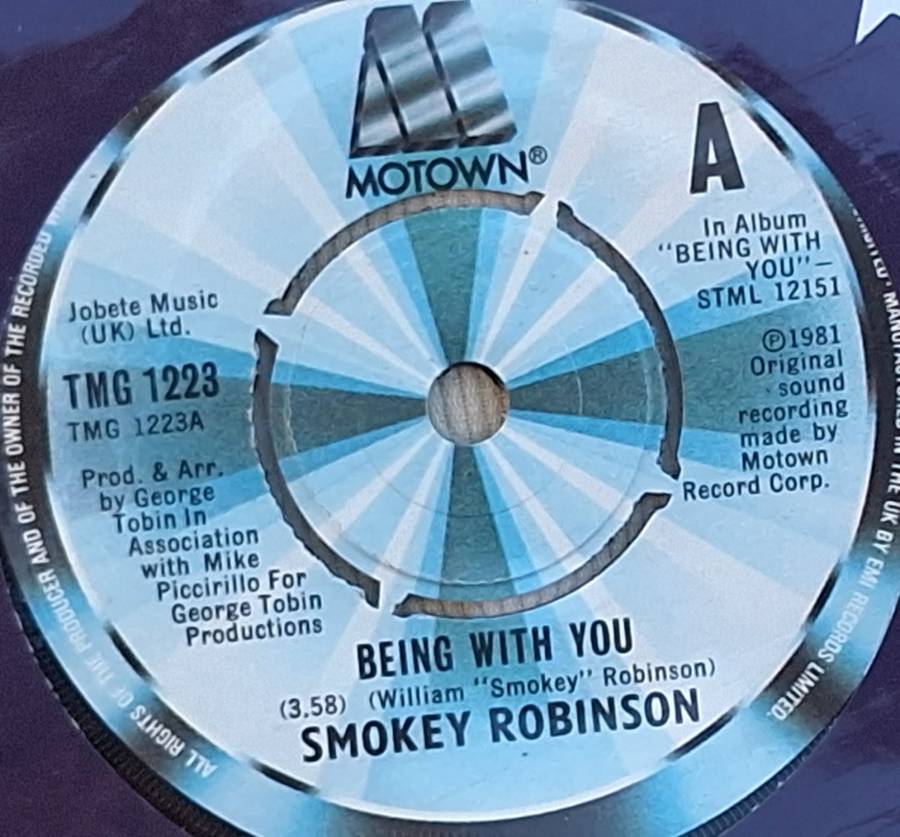 MOTOWN®
A
In Album
"BEING WITH
YOU"—
STML 12151
℗1981
Original
sound
recording
made by
Motown
Record Corp.
Jobete Music
(UK) Ltd.
TMG 1223
TMG 1223A
Prod. & Arr.
by George
Tobin In
Association
with Mike
Piccirillo For
George Tobin
Productions
BEING WITH YOU
(3.58) (William "Smokey" Robinson)
SMOKEY ROBINSON
ALL RIGHTS OF THE PRODUCER AND OF THE OWNER OF THE RECORDED
IN THE UK BY EMI RECORDS LIMITED.